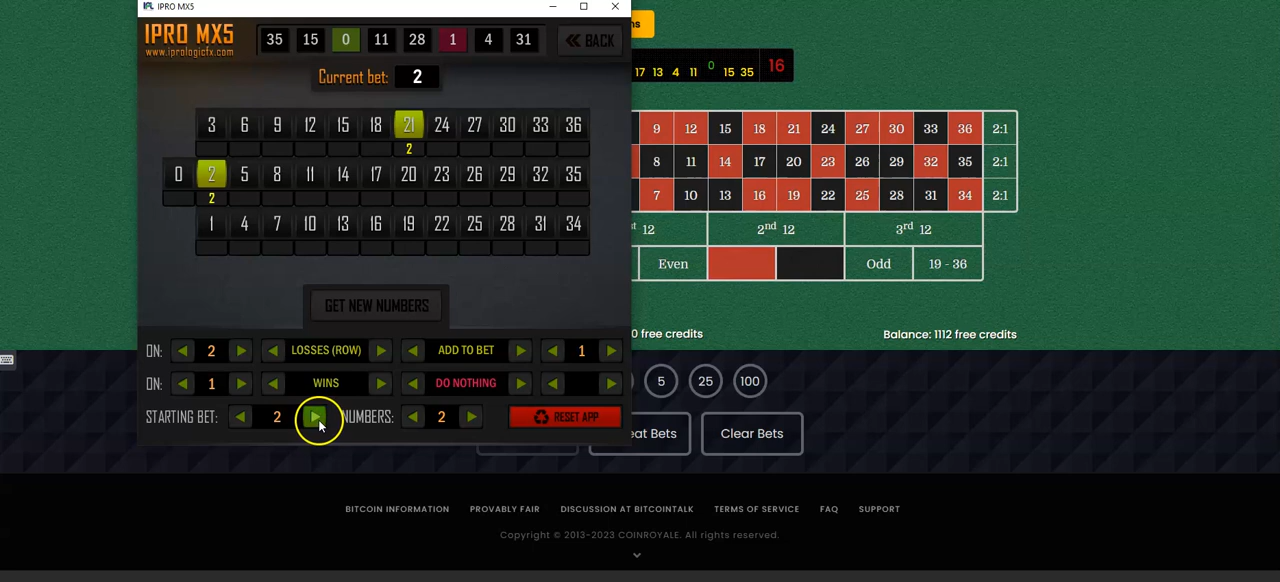 IPRO MX5
IPRO MX5
www.iprologicfx.com
35 15 0 11 28 1 4 31
BACK
Current bet: 2
3 6 9 12 15 18 21 24 27 30 33 36
2
0 2 5 8 11 14 17 20 23 26 29 32 35
2
1 4 7 10 13 16 19 22 25 28 31 34
GET NEW NUMBERS
ON: 2 LOSSES (ROW) ADD TO BET 1
ON: 1 WINS DO NOTHING
STARTING BET: 2 NUMBERS: 2 RESET APP
17 13 4 11 0 15 35 16
9 12 15 18 21 24 27 30 33 36 2:1
8 11 14 17 20 23 26 29 32 35 2:1
7 10 13 16 19 22 25 28 31 34 2:1
12 2nd 12 3rd 12
Even Odd 19 - 36
0 free credits Balance: 1112 free credits
5 25 100
Bets Clear Bets
BITCOIN INFORMATION PROVABLY FAIR DISCUSSION AT BITCOINTALK TERMS OF SERVICE FAQ SUPPORT
Copyright © 2013-2023 COINROYALE. All rights reserved.